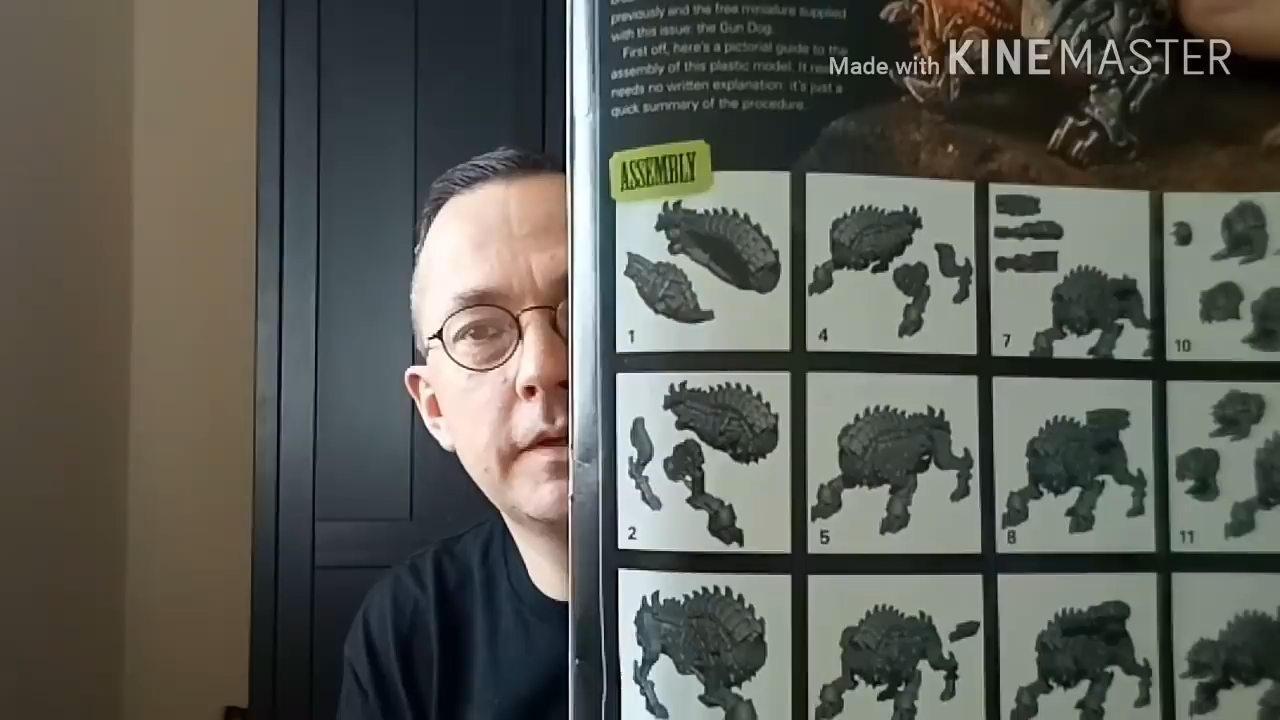 previously and the free miniature supplied
with this issue: the Gun Dog.
First off, here's a pictorial guide to the
assembly of this plastic model. It
needs no written explanation: it's just a
quick summary of the procedure.
Made with KINEMASTER
ASSEMBLY
1
4
7
10
2
5
8
11